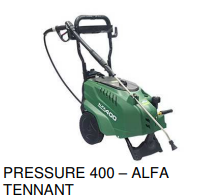 PRESSURE 400 – ALFA
TENNANT